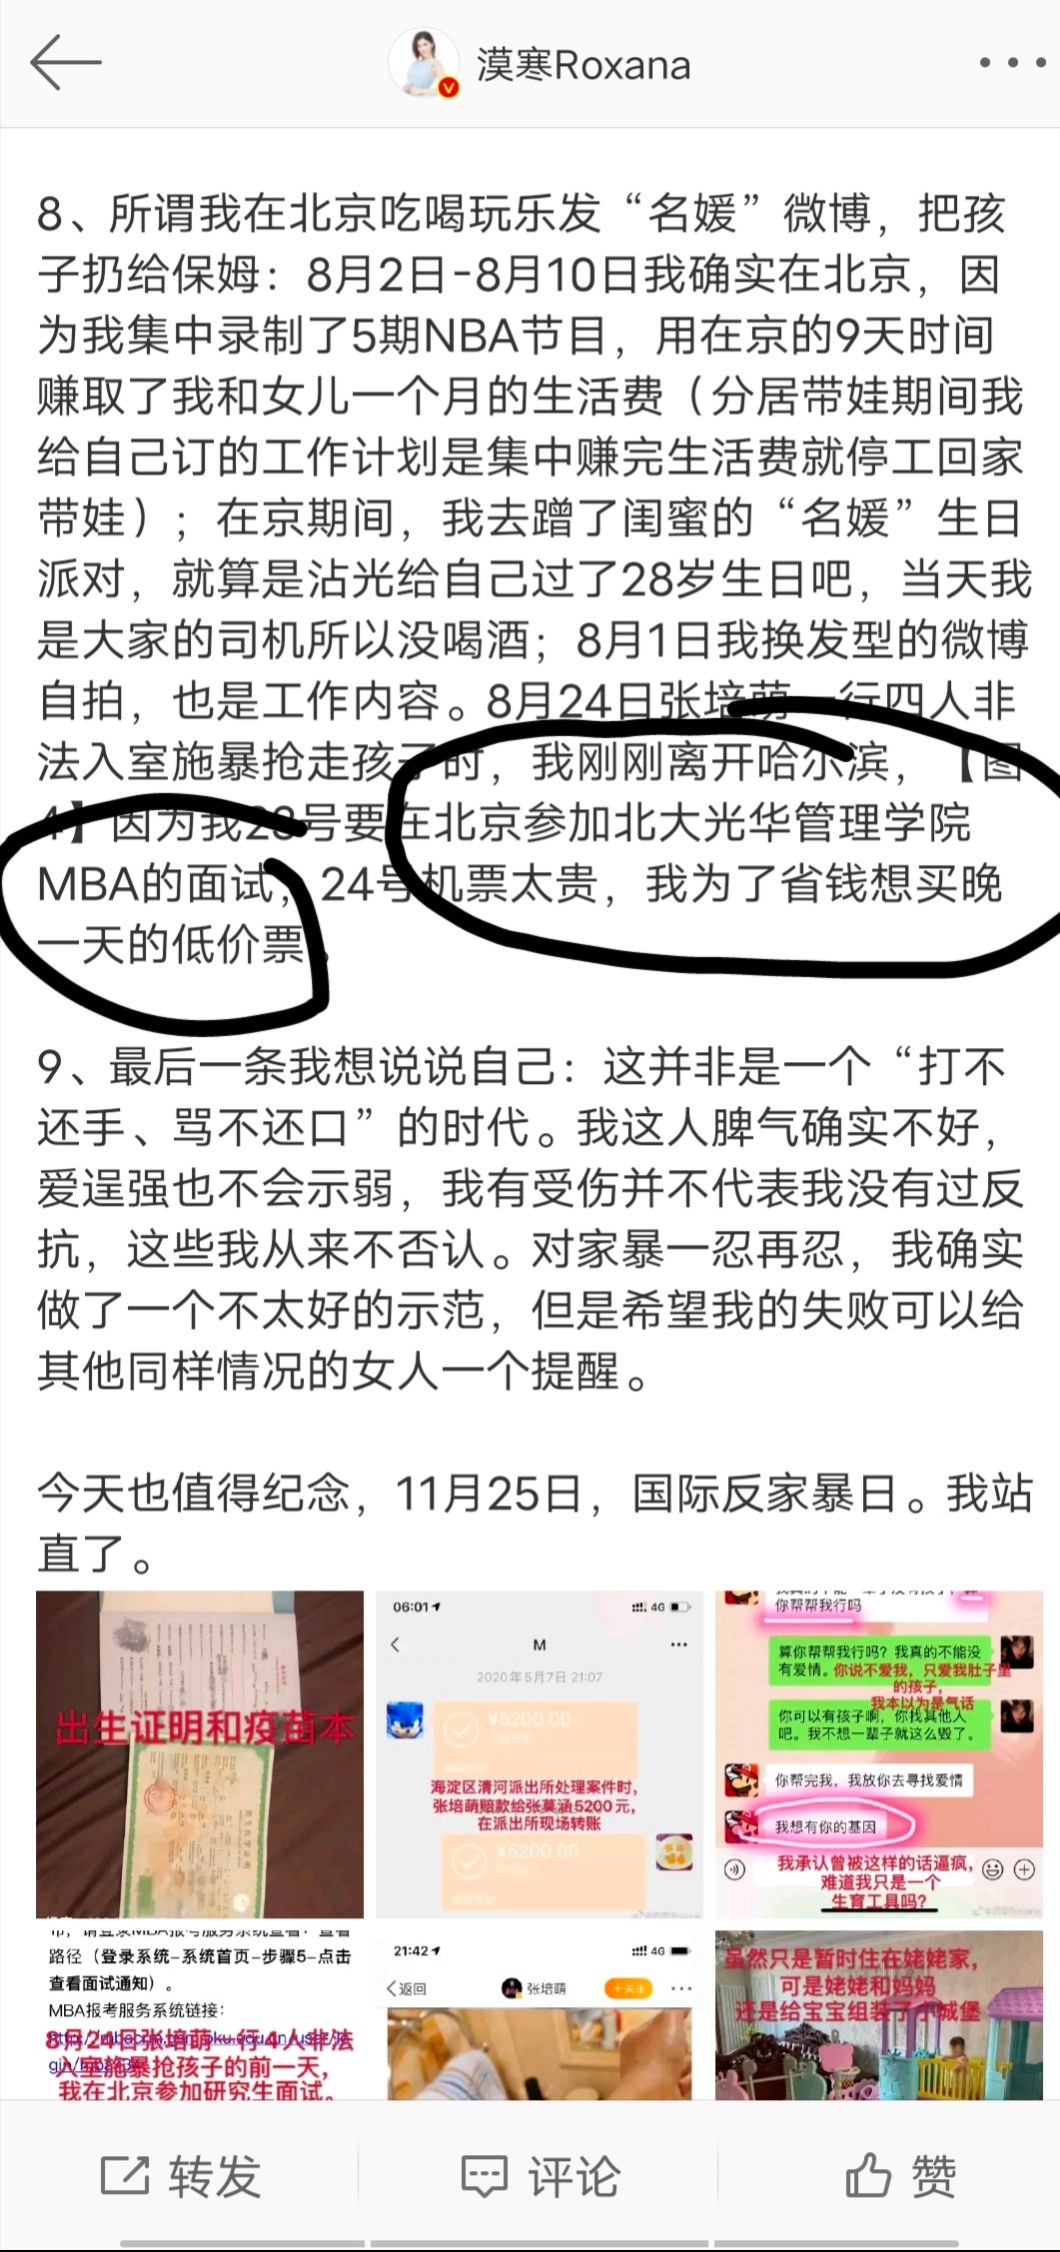 漠寒Roxana
8、所谓我在北京吃喝玩乐发“名媛”微博，把孩
子扔给保姆：8月2日-8月10日我确实在北京，因
为我集中录制了5期NBA节目，用在京的9天时间
赚取了我和女儿一个月的生活费（分居带娃期间我
给自己订的工作计划是集中赚完生活费就停工回家
带娃）；在京期间，我去蹭了闺蜜的“名媛”生日
派对，就算是沾光给自己过了28岁生日吧，当天我
是大家的司机所以没喝酒；8月1日我换发型的微博
自拍，也是工作内容。8月24日张培萌一行四人非
法入室施暴抢走孩子时，我刚刚离开哈尔滨，【图
4】因为我23号要在北京参加北大光华管理学院
MBA的面试，24号机票太贵，我为了省钱想买晚
一天的低价票
9、最后一条我想说说自己：这并非是一个“打不
还手、骂不还口”的时代。我这人脾气确实不好，
爱逞强也不会示弱，我有受伤并不代表我没有过反
抗，这些我从来不否认。对家暴一忍再忍，我确实
做了一个不太好的示范，但是希望我的失败可以给
其他同样情况的女人一个提醒。
今天也值得纪念，11月25日，国际反家暴日。我站
直了。
出生证明和疫苗本
06:01
4G
M
2020年5月7日 21:07
¥5200.00
海淀区清河派出所处理案件时，
张培萌赔款给张莫涵5200元，
在派出所现场转账
¥5200.00
你帮帮我行吗
算你帮帮我行吗？我真的不能没
有爱情。你说不爱我，只爱我肚子里
的孩子，
我本以为是气话
你可以有孩子啊，你找其他人
吧。我不想一辈子就这么毁了。
你帮完我，我放你去寻找爱情
我想有你的基因
我承认曾被这样的话逼疯，
难道我只是一个
生育工具吗？
路径（登录系统-系统首页-步骤5-点击
查看面试通知）。
MBA报考服务系统链接：
8月24日张培萌一行4人非法
入室施暴抢孩子的前一天，
我在北京参加研究生面试。
21:42
4G
返回
张培萌
+关注
虽然只是暂时住在姥姥家，
可是姥姥和妈妈
还是给宝宝组装了小城堡
转发
评论
赞